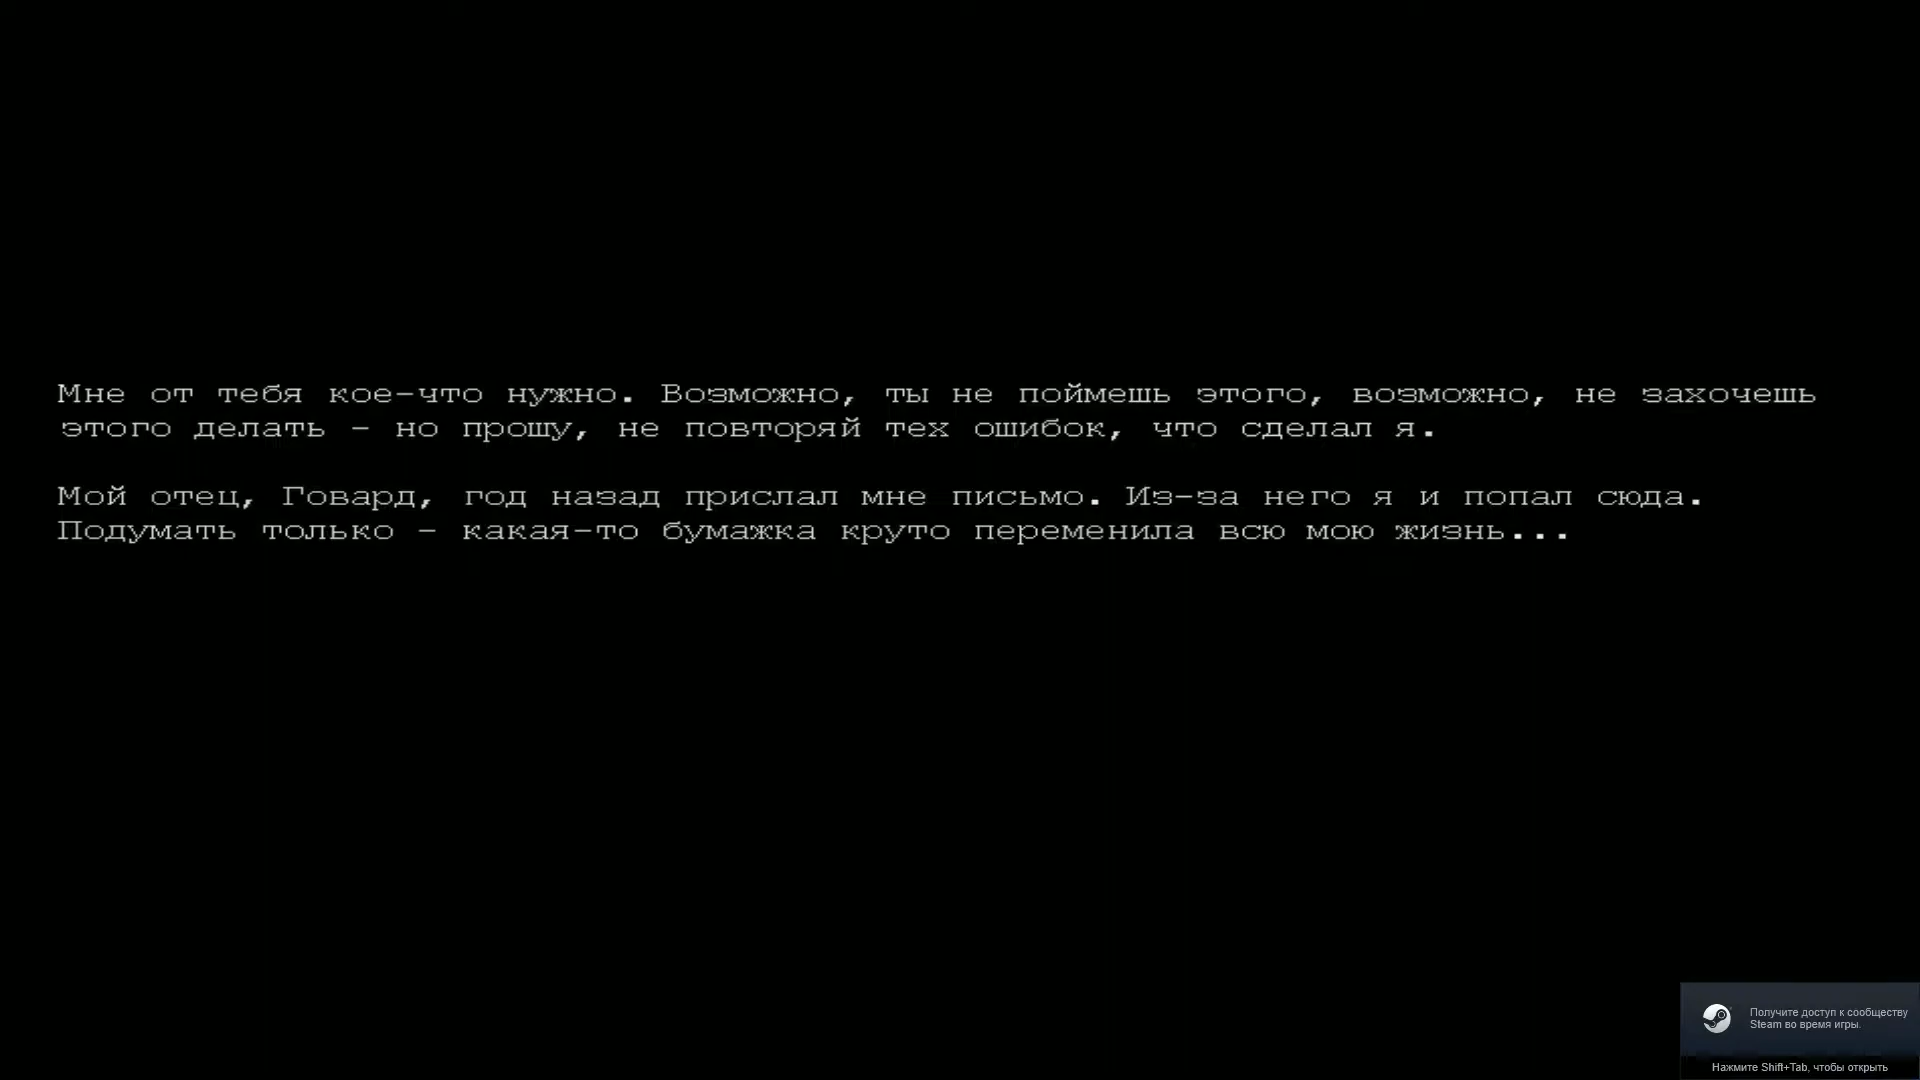 Мне от тебя кое-что нужно. Возможно, ты не поймешь этого, возможно, не захочешь
этого делать - но прошу, не повторяй тех ошибок, что сделал я.
Мой отец, Говард, год назад прислал мне письмо. Из-за него я и попал сюда.
Подумать только - какая-то бумажка круто переменила всю мою жизнь...
Получите доступ к сообществу
Steam во время игры.
Нажмите Shift+Tab, чтобы открыть